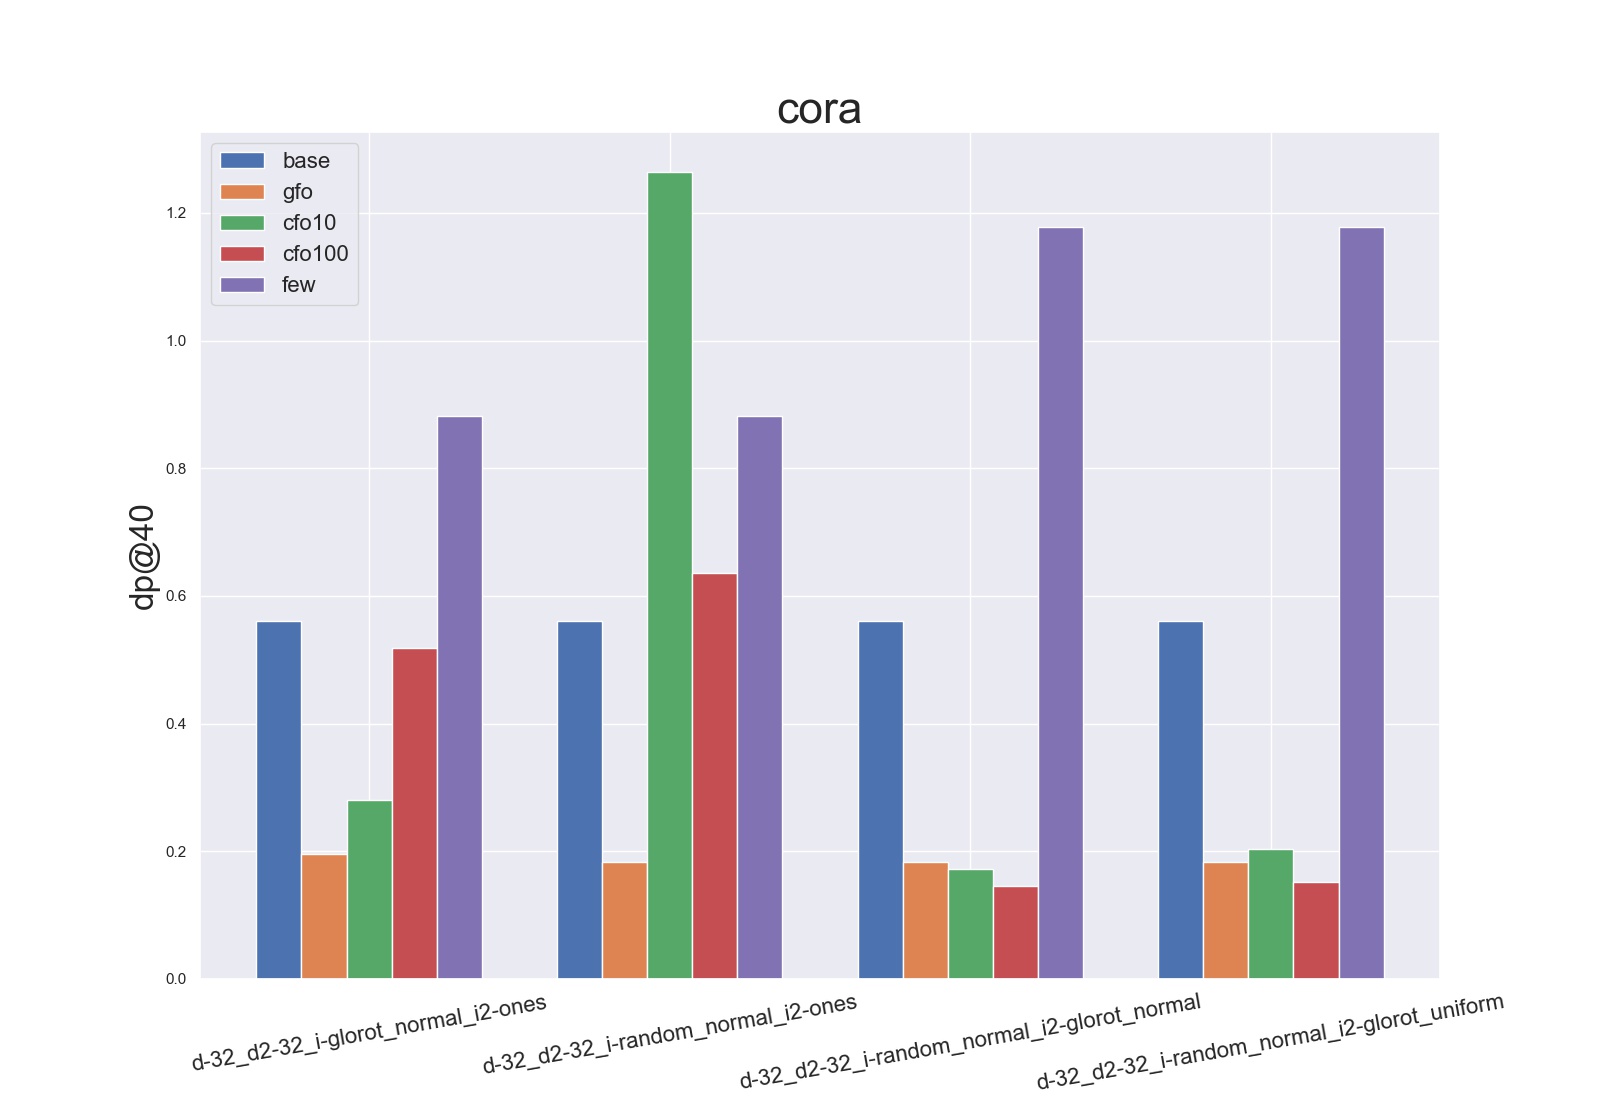 cora
base
gfo
cfo10
cfo100
few
dp@40
1.2
1.0
0.8
0.6
0.4
0.2
0.0
d-32_d2-32_i-glorot_normal_i2-ones
d-32_d2-32_i-random_normal_i2-ones
d-32_d2-32_i-random_normal_i2-glorot_normal
d-32_d2-32_i-random_normal_i2-glorot_uniform